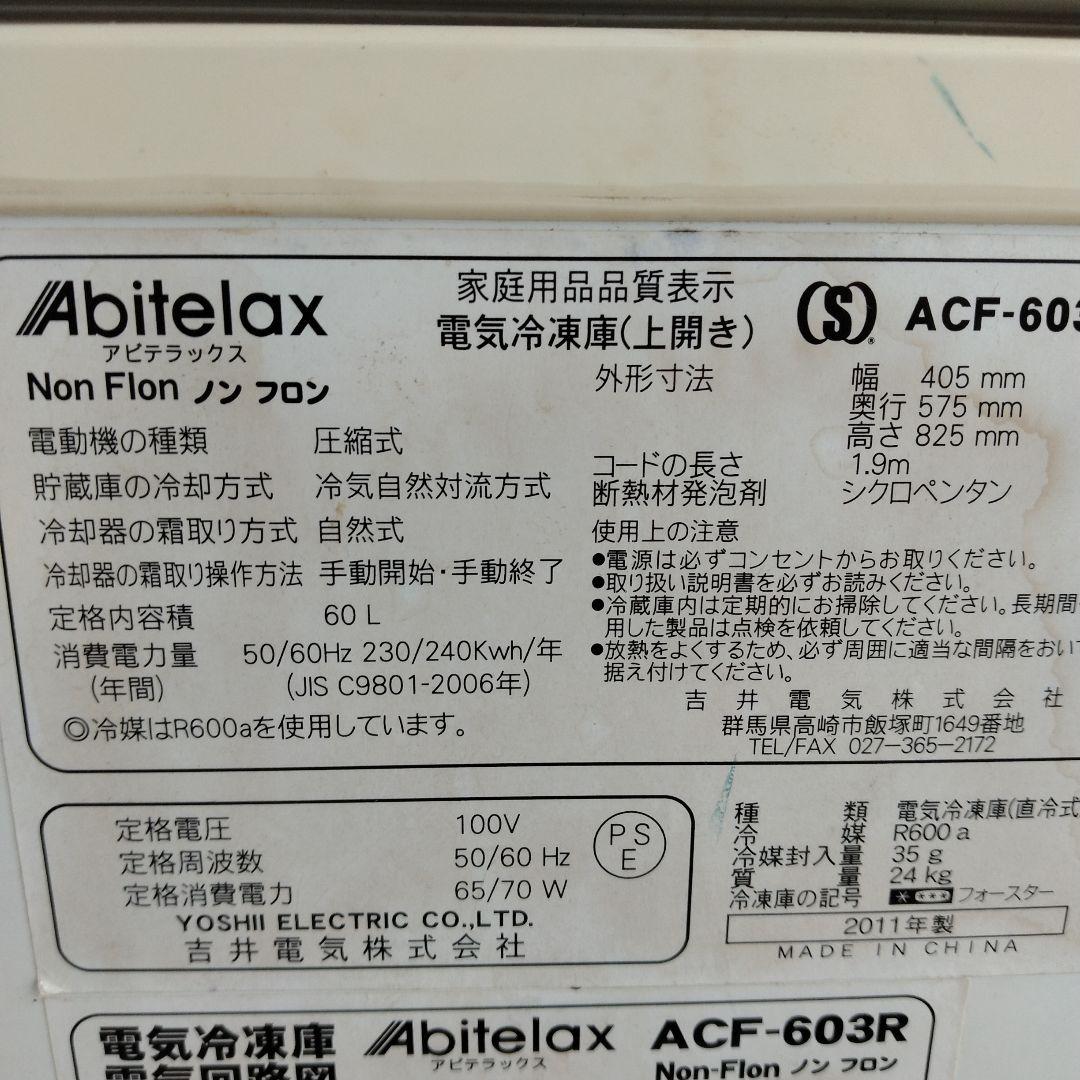 Abitelax
アビテラックス
Non Flon ノン フロン
家庭用品品質表示
電気冷凍庫(上開き)
S ACF-603
電動機の種類 圧縮式
貯蔵庫の冷却方式 冷気自然対流方式
冷却器の霜取り方式 自然式
冷却器の霜取り操作方法 手動開始・手動終了
定格内容積 60 L
消費電力量 50/60Hz 230/240Kwh/年
(年間) (JIS C9801-2006年)
◎冷媒はR600aを使用しています。
外形寸法 幅 405 mm
奥行 575 mm
高さ 825 mm
コードの長さ 1.9m
断熱材発泡剤 シクロペンタン
使用上の注意
●電源は必ずコンセントからお取りください。
●取り扱い説明書を必ずお読みください。
●冷蔵庫内は定期的にお掃除してください。長期間
用した製品は点検を依頼してください。
●放熱をよくするため、必ず周囲に適当な間隔をおいて
据え付けてください。
吉井電気株式会社
群馬県高崎市飯塚町1649番地
TEL/FAX 027-365-2172
定格電圧 100V
定格周波数 50/60 Hz
定格消費電力 65/70 W
PS
E
YOSHII ELECTRIC CO.,LTD.
吉井電気株式会社
種類 電気冷凍庫(直冷式
冷媒 R600a
冷媒封入量 35 g
質量 24 kg
冷凍庫の記号 ＊*** フォースター
2011年製
MADE IN CHINA
電気冷凍庫 Abitelax ACF-603R
アビテラックス
電気回路図 Non-Flon ノン フロン